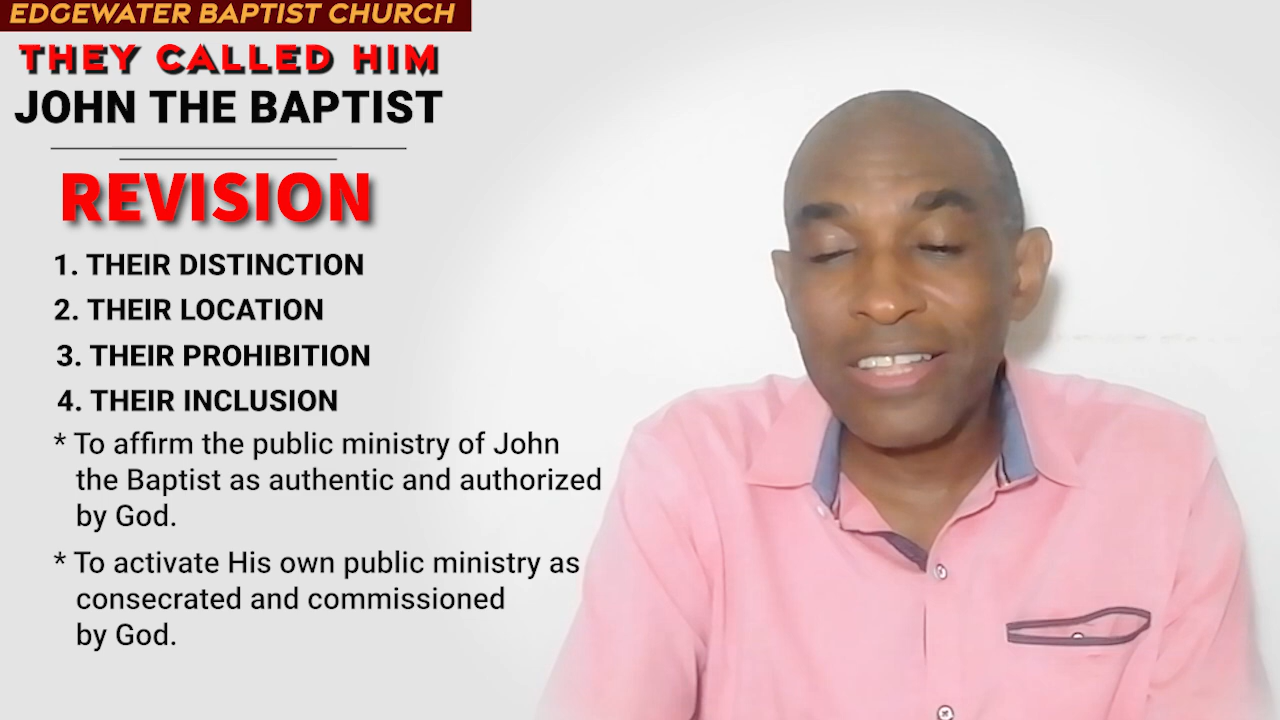 EDGEWATER BAPTIST CHURCH
THEY CALLED HIM
JOHN THE BAPTIST
REVISION
1. THEIR DISTINCTION
2. THEIR LOCATION
3. THEIR PROHIBITION
4. THEIR INCLUSION
* To affirm the public ministry of John
the Baptist as authentic and authorized
by God.
* To activate His own public ministry as
consecrated and commissioned
by God.